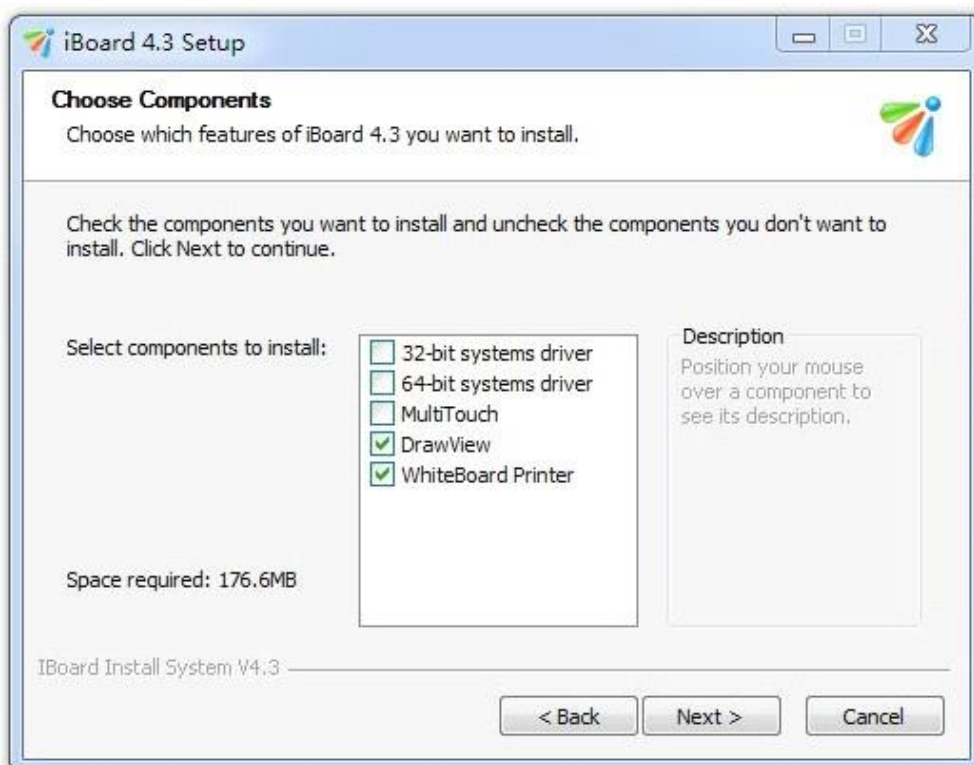 iBoard 4.3 Setup
Choose Components
Choose which features of iBoard 4.3 you want to install.
Check the components you want to install and uncheck the components you don't want to
install. Click Next to continue.
Select components to install:
32-bit systems driver
64-bit systems driver
MultiTouch
DrawView
WhiteBoard Printer
Description
Position your mouse
over a component to
see its description.
Space required: 176.6MB
IBoard Install System V4.3
< Back
Next >
Cancel